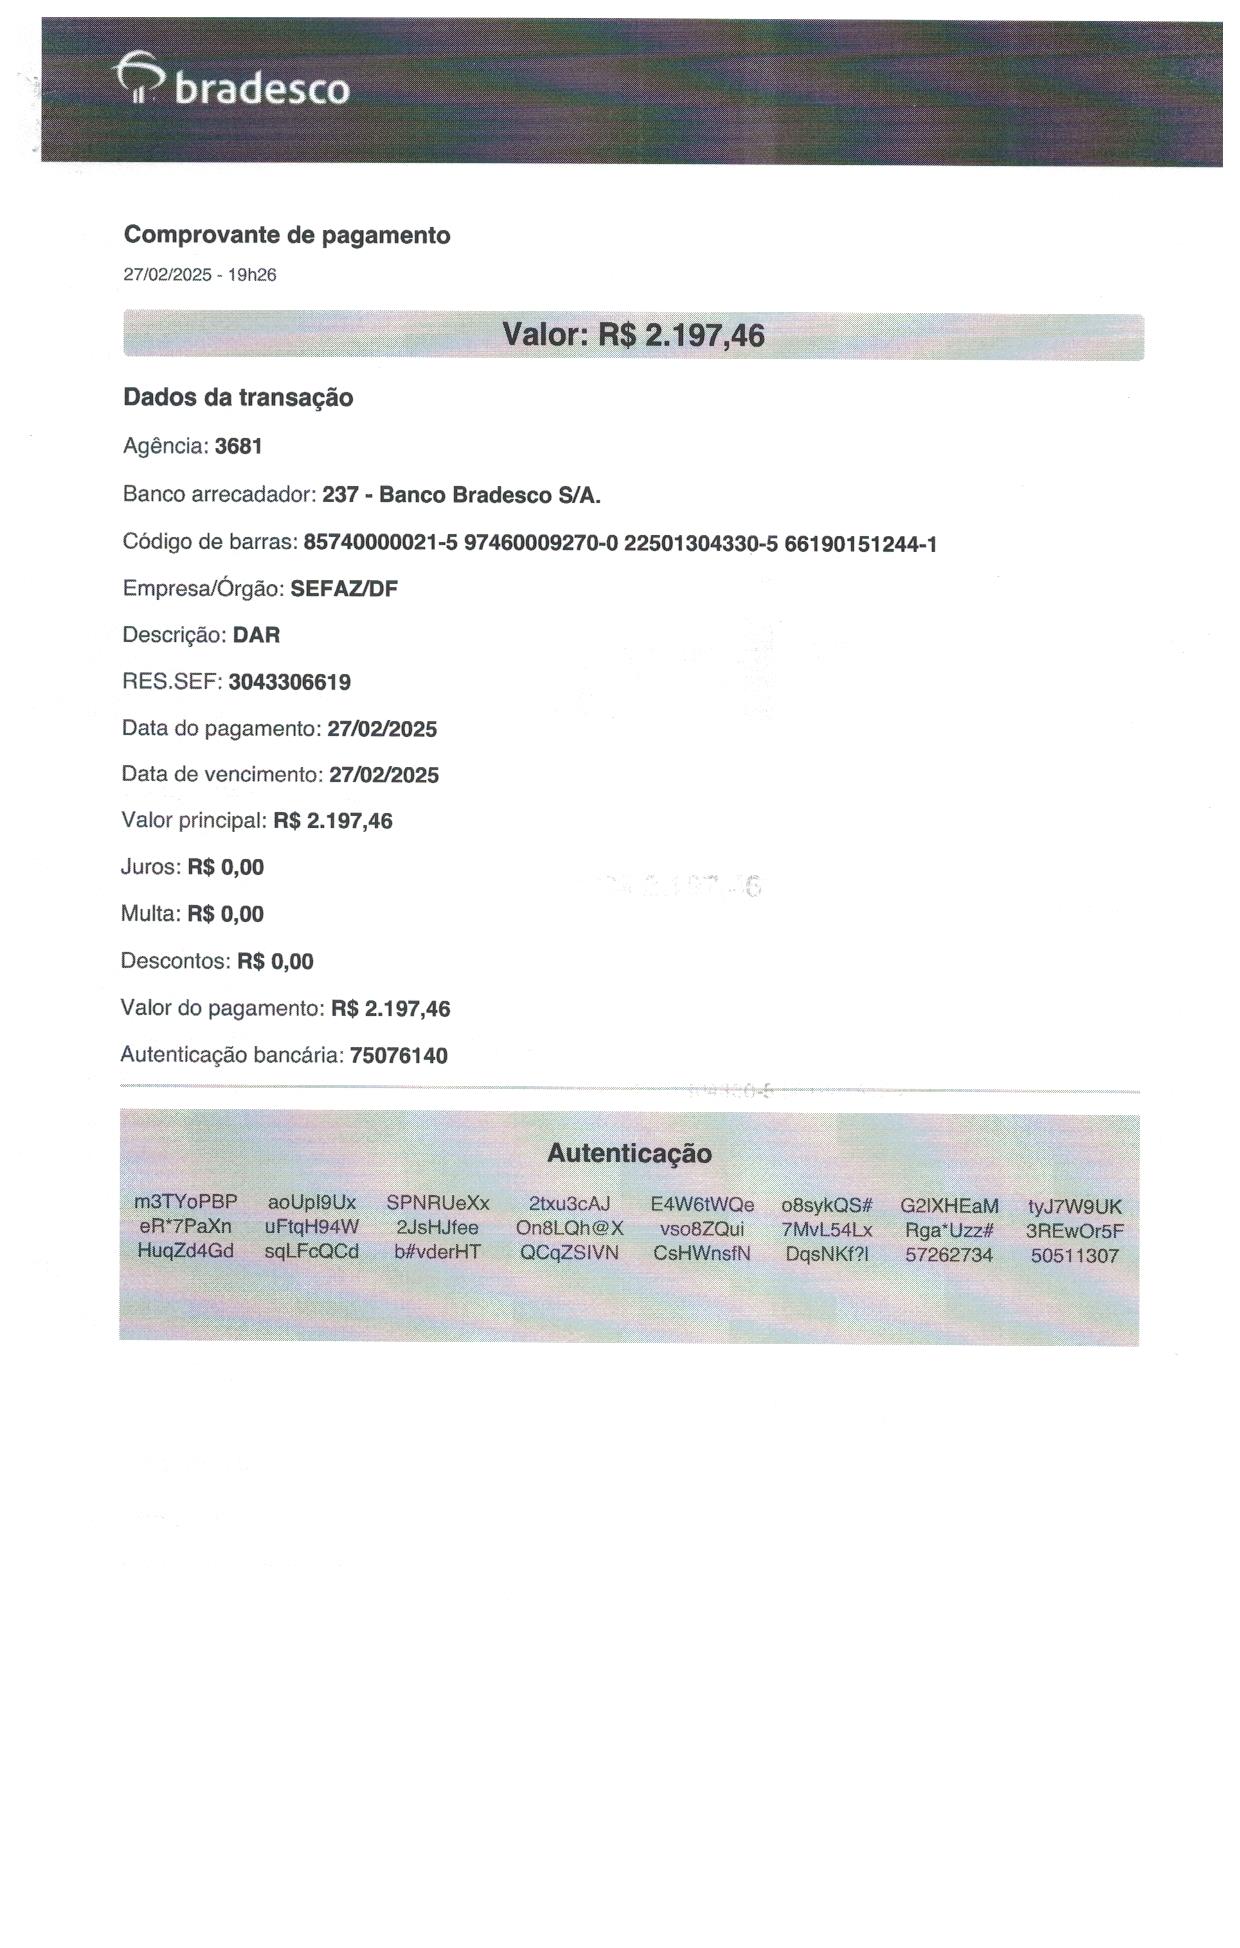 bradesco
Comprovante de pagamento
27/02/2025 - 19h26
Valor: R$ 2.197,46
Dados da transação
Agência: 3681
Banco arrecadador: 237 - Banco Bradesco S/A.
Código de barras: 85740000021-5 97460009270-0 22501304330-5 66190151244-1
Empresa/Órgão: SEFAZ/DF
Descrição: DAR
RES.SEF: 3043306619
Data do pagamento: 27/02/2025
Data de vencimento: 27/02/2025
Valor principal: R$ 2.197,46
Juros: R$ 0,00
Multa: R$ 0,00
Descontos: R$ 0,00
Valor do pagamento: R$ 2.197,46
Autenticação bancária: 75076140
Autenticação
m3TYoPBP aoUpI9Ux SPNRUeXx 2txu3cAJ E4W6tWQe o8sykQS# G2IXHEaM tyJ7W9UK
eR*7PaXn uFtqH94W 2JsHJfee On8LQh@X vso8ZQui 7MvL54Lx Rga*Uzz# 3REwOr5F
HuqZd4Gd sqLFcQCd b#vderHT QCqZSIVN CsHWnsfN DqsNKf?I 57262734 50511307